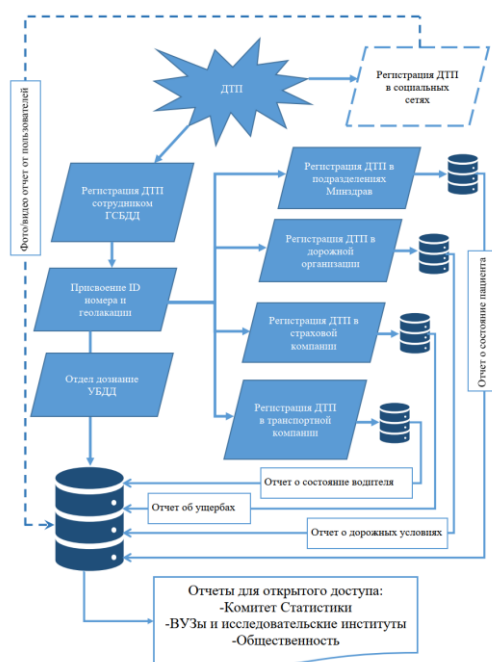 ДТП
Регистрация ДТП
в социальных
сетях
Фото/видео отчет от пользователей
Регистрация ДТП
сотрудником
ГСБДД
Регистрация ДТП в
подразделениях
Минздрав
Регистрация ДТП в
дорожной
организации
Присвоение ID
номера и
геолакации
Регистрация ДТП в
страховой
компании
Отчет о состояние пациента
Отдел дознание
УБДД
Регистрация ДТП
в транспортной
компании
Отчет о состояние водителя
Отчет об ущербах
Отчет о дорожных условиях
Отчеты для открытого доступа:
-Комитет Статистики
-ВУЗы и исследовательские институты
-Общественность